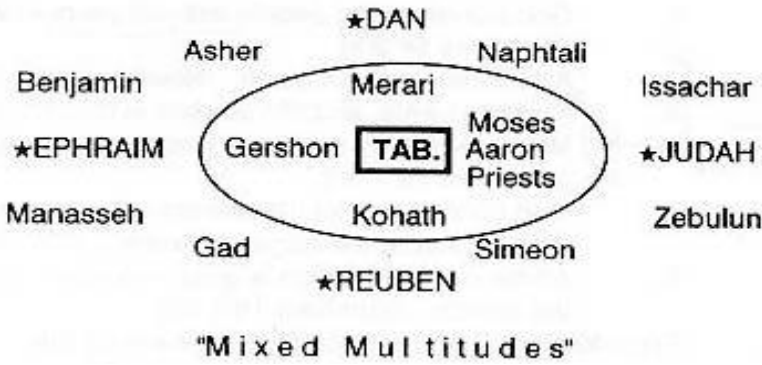 ★DAN
Asher
Naphtali
Benjamin
Merari
Issachar
★EPHRAIM
Gershon
TAB.
Moses
Aaron
Priests
★JUDAH
Manasseh
Kohath
Zebulun
Gad
Simeon
★REUBEN
"Mixed Multitudes"